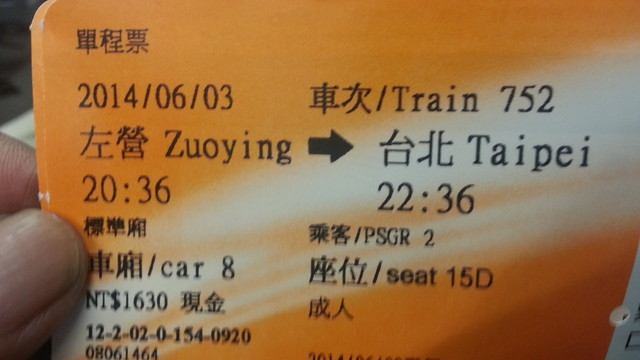 單程票
2014/06/03 車次/Train 752
左營 Zuoying → 台北 Taipei
20:36 22:36
標準廂 乘客/PSGR 2
車廂/car 8 座位/seat 15D
NT$1630 現金 成人
12-2-02-0-154-0920
08061464